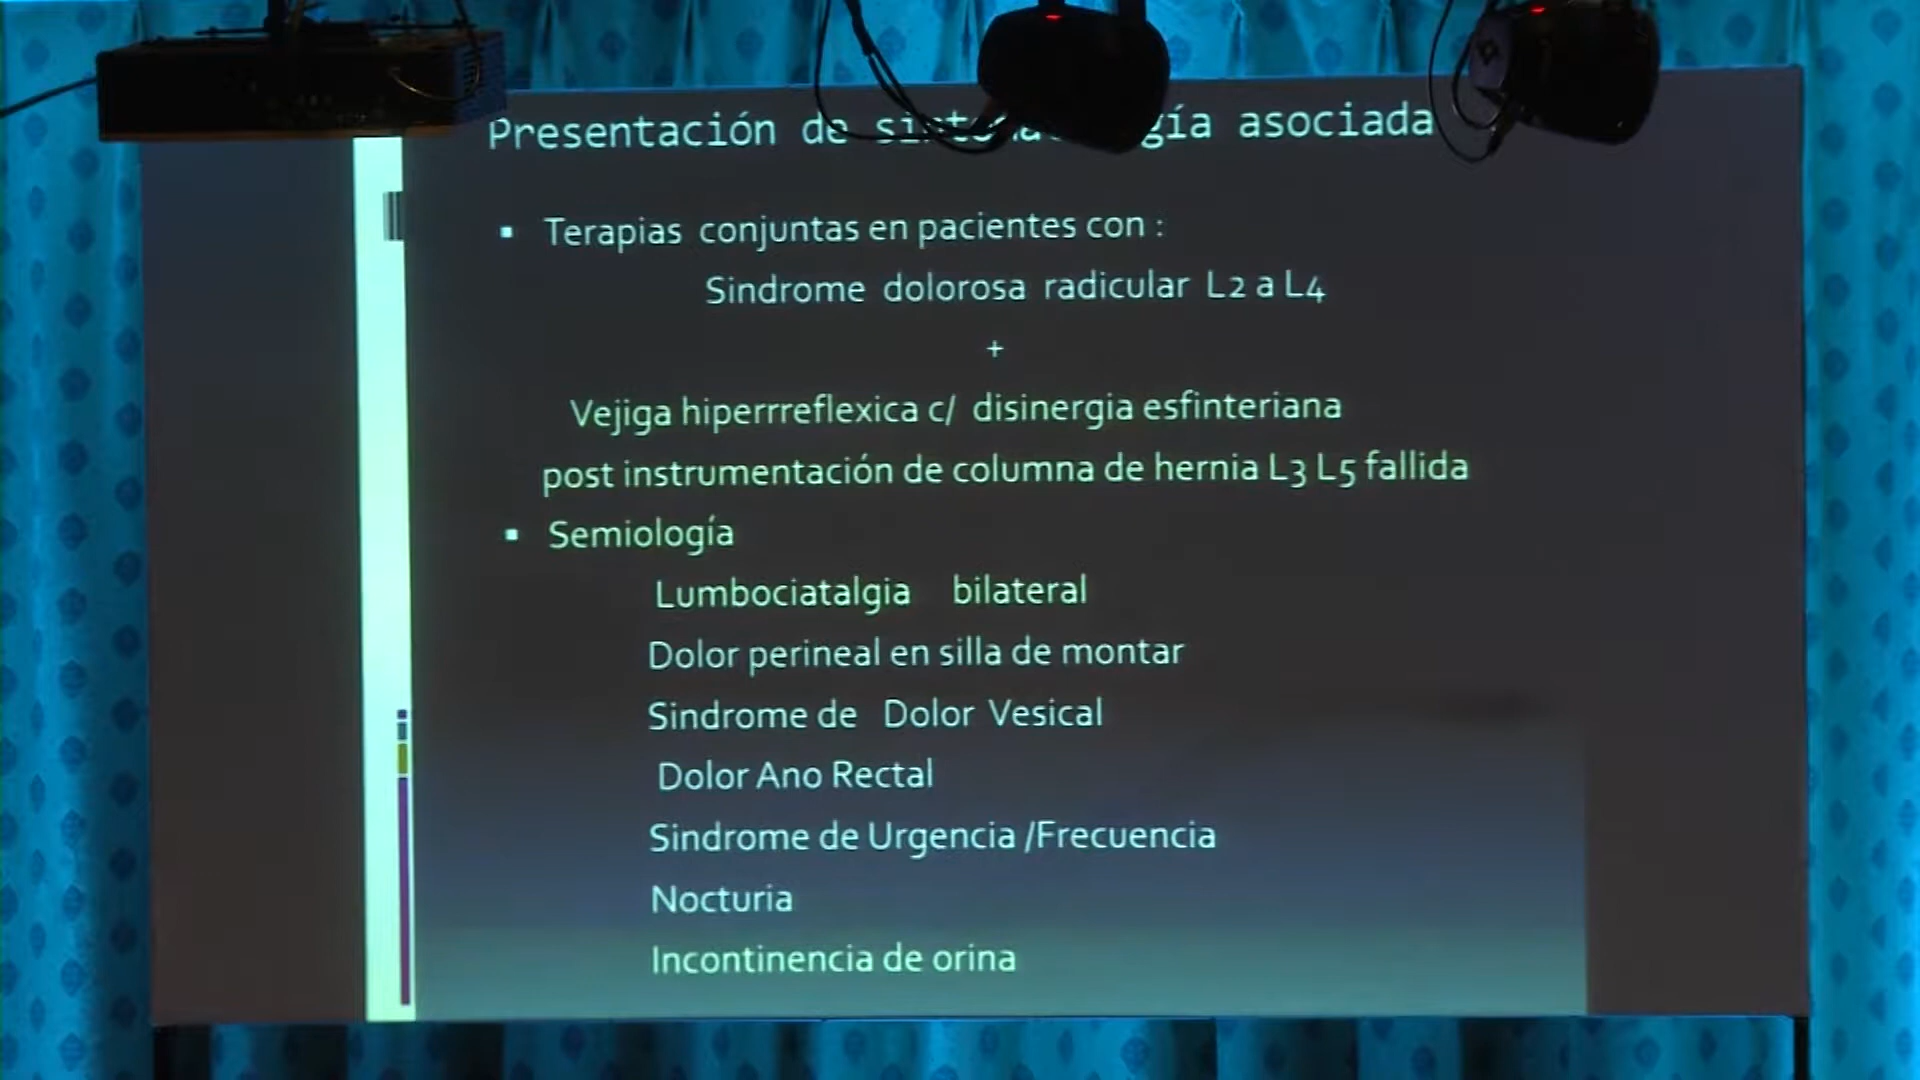 Presentación de sintomatología asociada
▪ Terapias conjuntas en pacientes con :
Sindrome dolorosa radicular L2 a L4
+
Vejiga hiperrreflexica c/ disinergia esfinteriana
post instrumentación de columna de hernia L3 L5 fallida
▪ Semiología
Lumbociatalgia bilateral
Dolor perineal en silla de montar
Sindrome de Dolor Vesical
Dolor Ano Rectal
Sindrome de Urgencia /Frecuencia
Nocturia
Incontinencia de orina